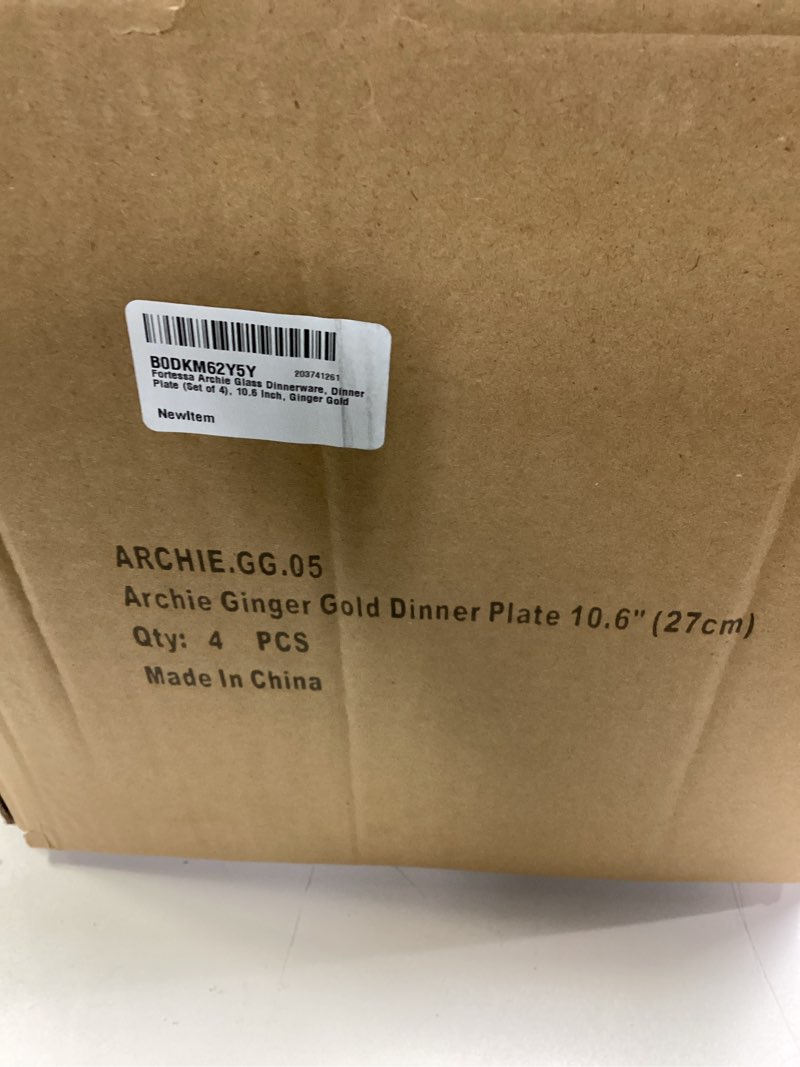 B0DKM62Y5Y 203741261
Fortessa Archie Glass Dinnerware, Dinner
Plate (Set of 4), 10.6 Inch, Ginger Gold
NewItem
ARCHIE.GG.05
Archie Ginger Gold Dinner Plate 10.6" (27cm)
Qty: 4 PCS
Made In China